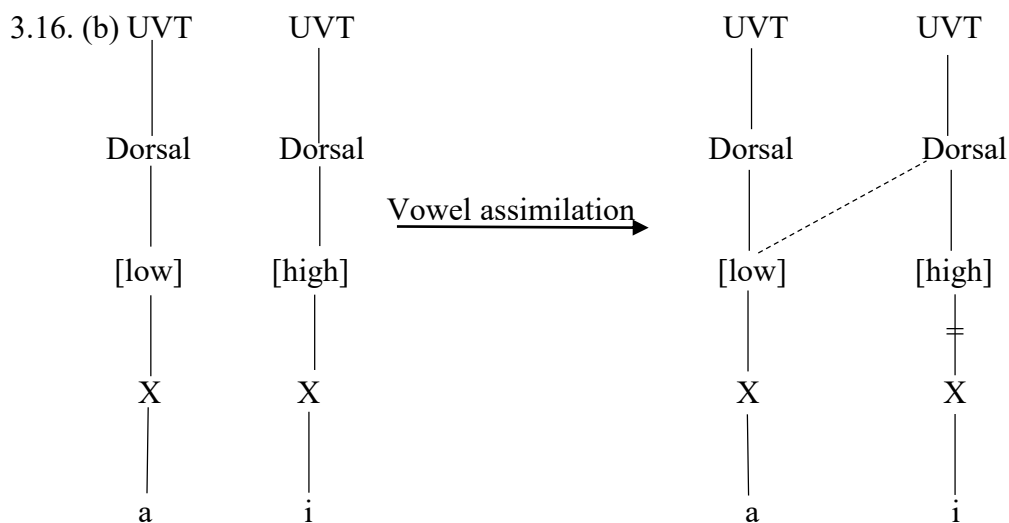 3.16. (b) UVT UVT UVT UVT
Dorsal Dorsal Dorsal Dorsal
Vowel assimilation
[low] [high] [low] [high]
X X X X
a i a i